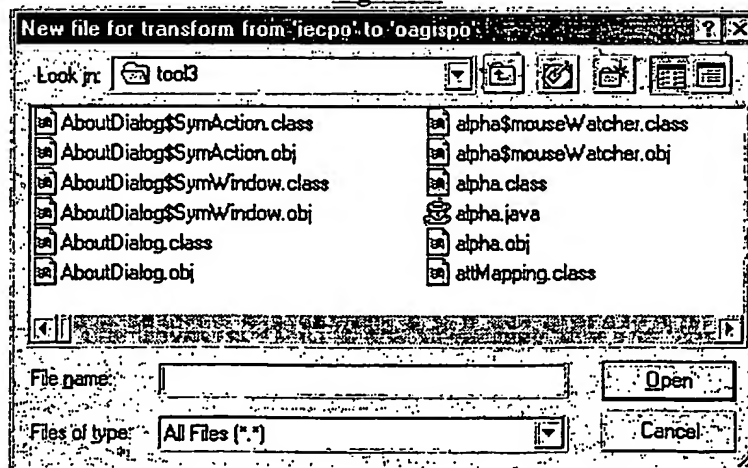 New file for transform from 'iecpo' to 'oagispo'
Look in: tool3
AboutDialog$SymAction.class
AboutDialog$SymAction.obj
AboutDialog$SymWindow.class
AboutDialog$SymWindow.obj
AboutDialog.class
AboutDialog.obj
alpha$mouseWatcher.class
alpha$mouseWatcher.obj
alpha.class
alpha.java
alpha.obj
attMapping.class
File name:
Open
Files of type: All Files (*.*)
Cancel